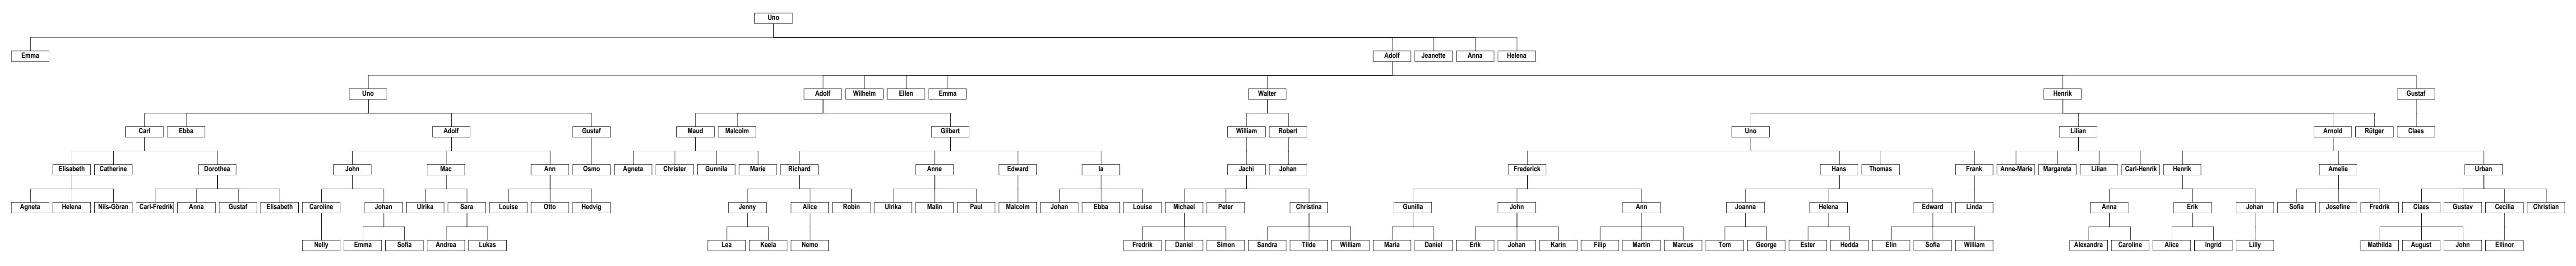 Uno
Emma Adolf Jeanette Anna Helena
Uno Adolf Wilhelm Ellen Emma Walter Henrik Gustaf
Carl Ebba Adolf Gustaf Maud Malcolm Gilbert William Robert Uno Lilian Arnold Rütger Claes
Elisabeth Catherine Dorothea John Mac Ann Osmo Agneta Christer Gunnila Marie Richard Anne Edward Ia Jachi Johan Frederick Hans Thomas Frank Anne-Marie Margareta Lilian Carl-Henrik Henrik Amelie Urban
Agneta Helena Nils-Göran Carl-Fredrik Anna Gustaf Elisabeth Caroline Johan Ulrika Sara Louise Otto Hedvig Jenny Alice Robin Ulrika Malin Paul Malcolm Johan Ebba Louise Michael Peter Christina Gunilla John Ann Joanna Helena Edward Linda Anna Erik Johan Sofia Josefine Fredrik Claes Gustav Cecilia Christian
Nelly Emma Sofia Andrea Lukas Lea Keela Nemo Fredrik Daniel Simon Sandra Tilde William Maria Daniel Erik Johan Karin Filip Martin Marcus Tom George Ester Hedda Elin Sofia William Alexandra Caroline Alice Ingrid Lilly Mathilda August John Ellinor